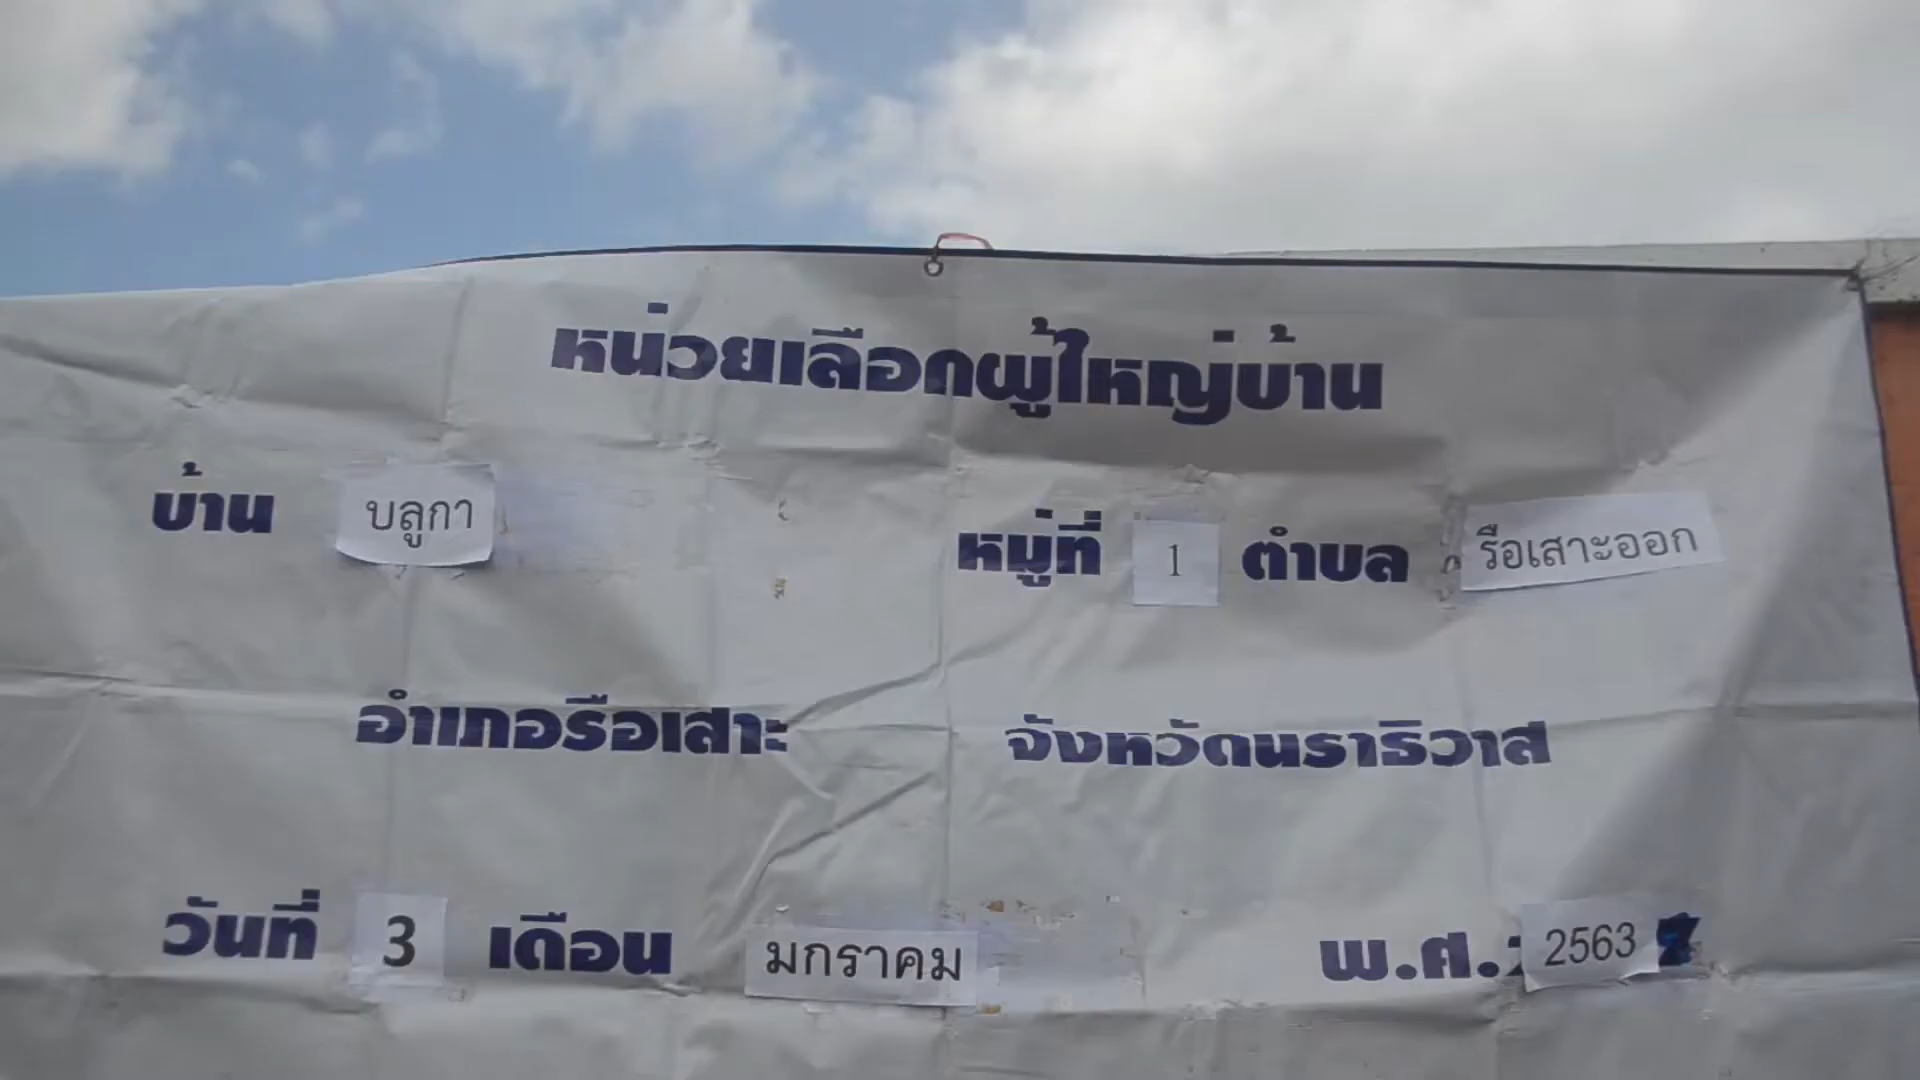 หน่วยเลือกผู้ใหญ่บ้าน
บ้าน บลูกา หมู่ที่ 1 ตำบล รือเสาะออก
อำเภอรือเสาะ จังหวัดนราธิวาส
วันที่ 3 เดือน มกราคม พ.ศ. 2563